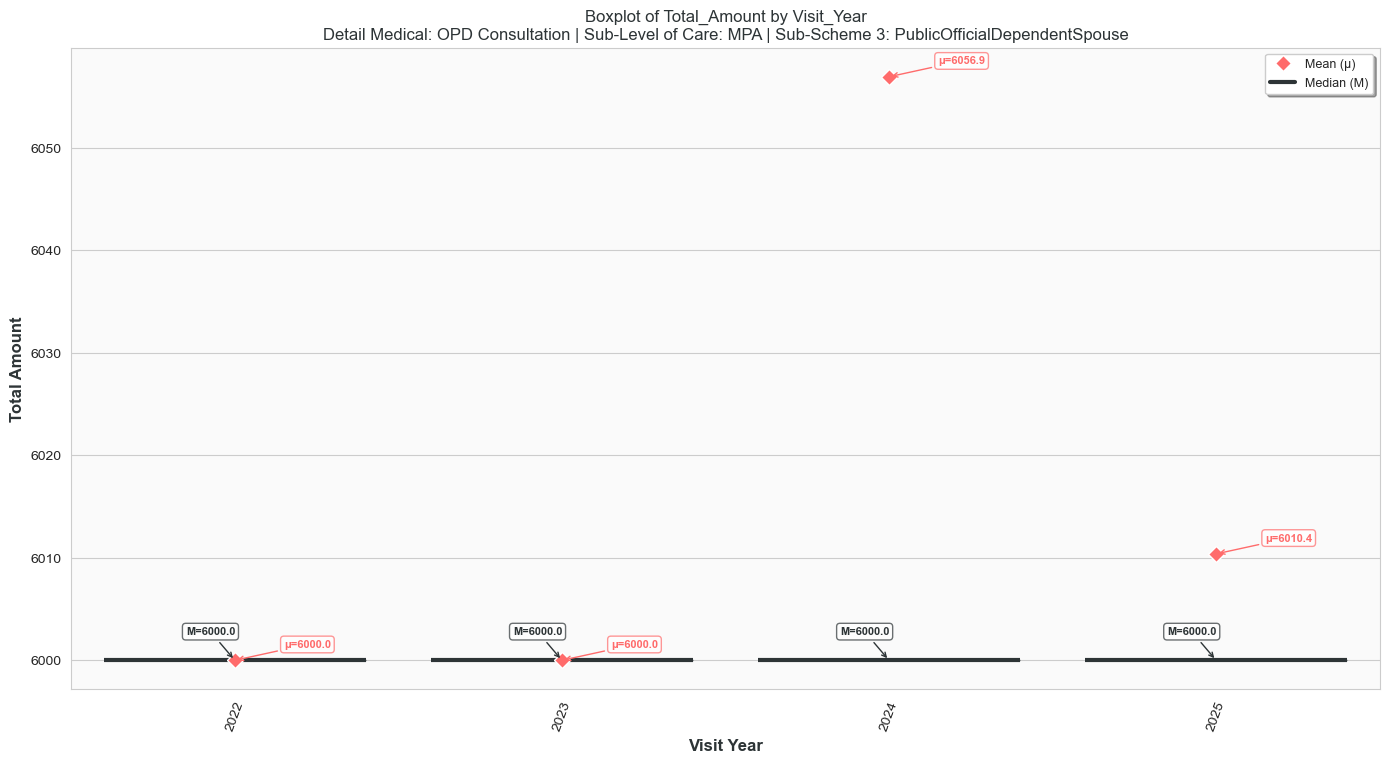 Boxplot of Total_Amount by Visit_Year
Detail Medical: OPD Consultation | Sub-Level of Care: MPA | Sub-Scheme 3: PublicOfficialDependentSpouse
μ=6056.9
Mean (μ)
Median (M)
6050
6040
6030
6020
6010
6000
Total Amount
μ=6010.4
M=6000.0
μ=6000.0
M=6000.0
μ=6000.0
M=6000.0
M=6000.0
2022
2023
2024
2025
Visit Year